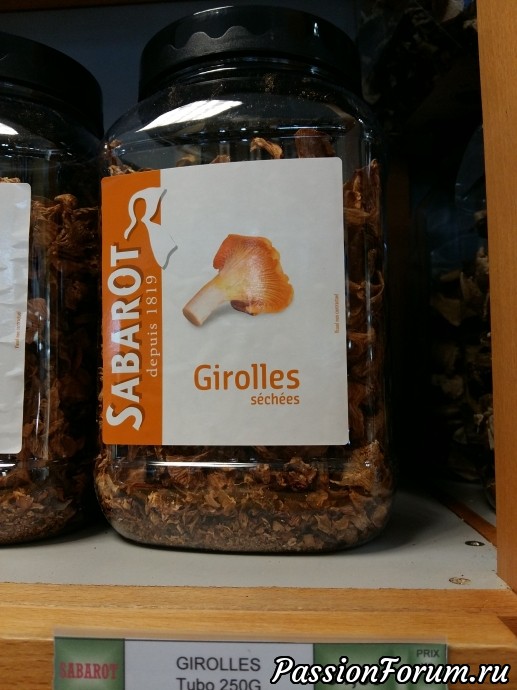 SABAROT
depuis 1819
Girolles
séchées
SABAROT
GIROLLES
Tubo 250G
PRIX
PassionForum.ru